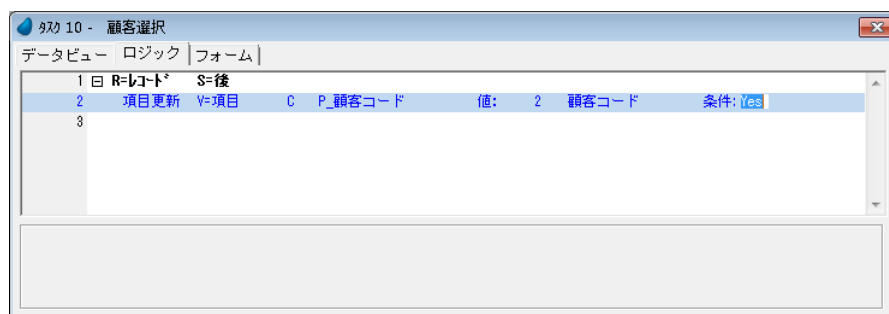 ﾀｽｸ 10 - 顧客選択
データビュー ロジック フォーム
1 R=ﾚｺｰﾄﾞ S=後
2 項目更新 V=項目 C P_顧客コード 値: 2 顧客コード 条件: Yes
3